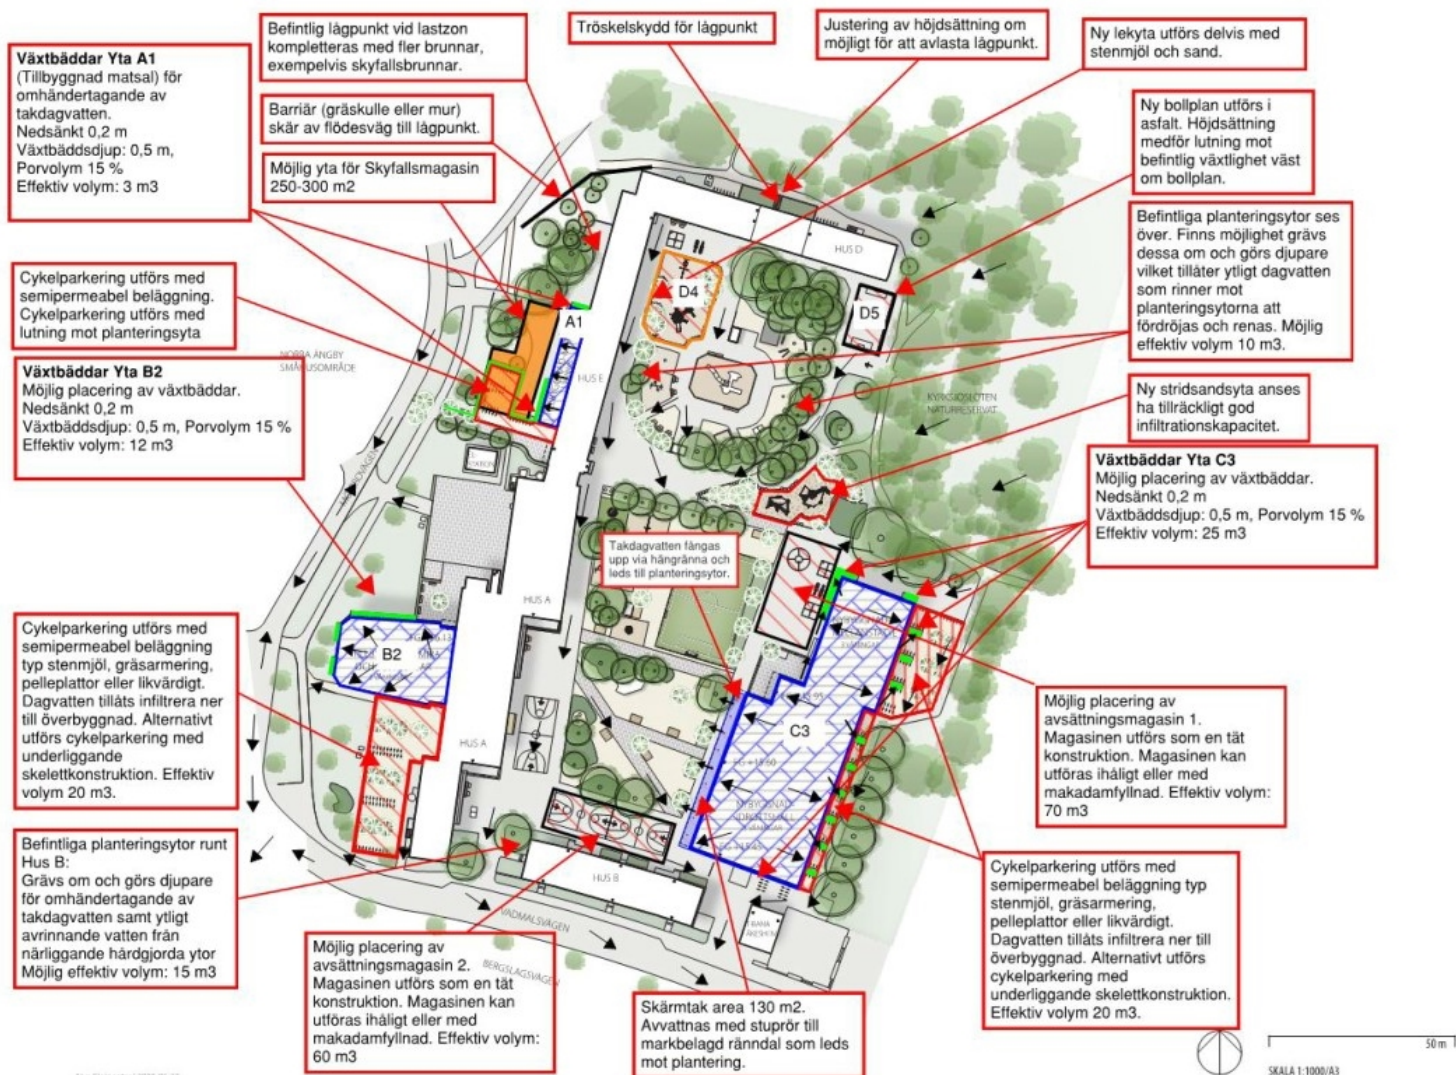 Växtbäddar Yta A1
(Tillbyggnad matsal) för
omhändertagande av
takdagvatten.
Nedsänkt 0,2 m
Växtbäddsdjup: 0,5 m,
Porvolym 15 %
Effektiv volym: 3 m3
Befintlig lågpunkt vid lastzon
kompletteras med fler brunnar,
exempelvis skyfallsbrunnar.
Barriär (gräskulle eller mur)
skär av flödesväg till lågpunkt.
Möjlig yta för Skyfallsmagasin
250-300 m2
Tröskelskydd för lågpunkt
Justering av höjdsättning om
möjligt för att avlasta lågpunkt.
Ny lekyta utförs delvis med
stenmjöl och sand.
Ny bollplan utförs i
asfalt. Höjdsättning
medför lutning mot
befintlig växtlighet väst
om bollplan.
Befintliga planteringsytor ses
över. Finns möjlighet grävs
dessa om och görs djupare
vilket tillåter ytligt dagvatten
som rinner mot
planteringsytorna att
fördröjas och renas. Möjlig
effektiv volym 10 m3.
Ny stridsandsyta anses
ha tillräckligt god
infiltrationskapacitet.
Växtbäddar Yta C3
Möjlig placering av växtbäddar.
Nedsänkt 0,2 m
Växtbäddsdjup: 0,5 m, Porvolym 15 %
Effektiv volym: 25 m3
Cykelparkering utförs med
semipermeabel beläggning.
Cykelparkering utförs med
lutning mot planteringsyta
Växtbäddar Yta B2
Möjlig placering av växtbäddar.
Nedsänkt 0,2 m
Växtbäddsdjup: 0,5 m, Porvolym 15 %
Effektiv volym: 12 m3
Cykelparkering utförs med
semipermeabel beläggning
typ stenmjöl, gräsarmering,
pelleplattor eller likvärdigt.
Dagvatten tillåts infiltrera ner
till överbyggnad. Alternativt
utförs cykelparkering med
underliggande
skelettkonstruktion. Effektiv
volym 20 m3.
Befintliga planteringsytor runt
Hus B:
Grävs om och görs djupare
för omhändertagande av
takdagvatten samt ytligt
avrinnande vatten från
närliggande hårdgjorda ytor
Möjlig effektiv volym: 15 m3
Möjlig placering av
avsättningsmagasin 2.
Magasinen utförs som en tät
konstruktion. Magasinen kan
utföras ihåligt eller med
makadamfyllnad. Effektiv volym:
60 m3
Skärmtak area 130 m2.
Avvattnas med stuprör till
markbelagd ränndal som leds
mot plantering.
Takdagvatten fångas
upp via hängränna och
leds till planteringsytor.
Möjlig placering av
avsättningsmagasin 1.
Magasinen utförs som en tät
konstruktion. Magasinen kan
utföras ihåligt eller med
makadamfyllnad. Effektiv volym:
70 m3
Cykelparkering utförs med
semipermeabel beläggning typ
stenmjöl, gräsarmering,
pelleplattor eller likvärdigt.
Dagvatten tillåts infiltrera ner till
överbyggnad. Alternativt utförs
cykelparkering med
underliggande skelettkonstruktion.
Effektiv volym 20 m3.
A1
B2
C3
D4
D5
HUS D
HUS E
HUS A
HUS A
HUS B
NORRA ÄNGBY
KYRKSJÖLÖTEN
NATURRESERVAT
VADMALSVÄGEN
BERGSLAGSVÄGEN
50 m
SKALA 1:1000/A3